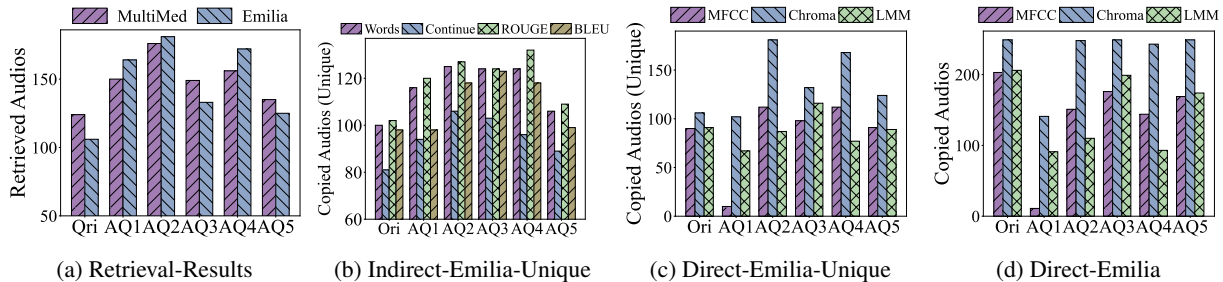 MultiMed Emilia
Retrieved Audios
150
100
50
Qri AQ1 AQ2 AQ3 AQ4 AQ5
(a) Retrieval-Results
Words Continue ROUGE BLEU
Copied Audios (Unique)
120
100
80
60
Ori AQ1 AQ2 AQ3 AQ4 AQ5
(b) Indirect-Emilia-Unique
MFCC Chroma LMM
Copied Audios (Unique)
150
100
50
0
Ori AQ1 AQ2 AQ3 AQ4 AQ5
(c) Direct-Emilia-Unique
MFCC Chroma LMM
Copied Audios
200
100
0
Ori AQ1 AQ2 AQ3 AQ4 AQ5
(d) Direct-Emilia